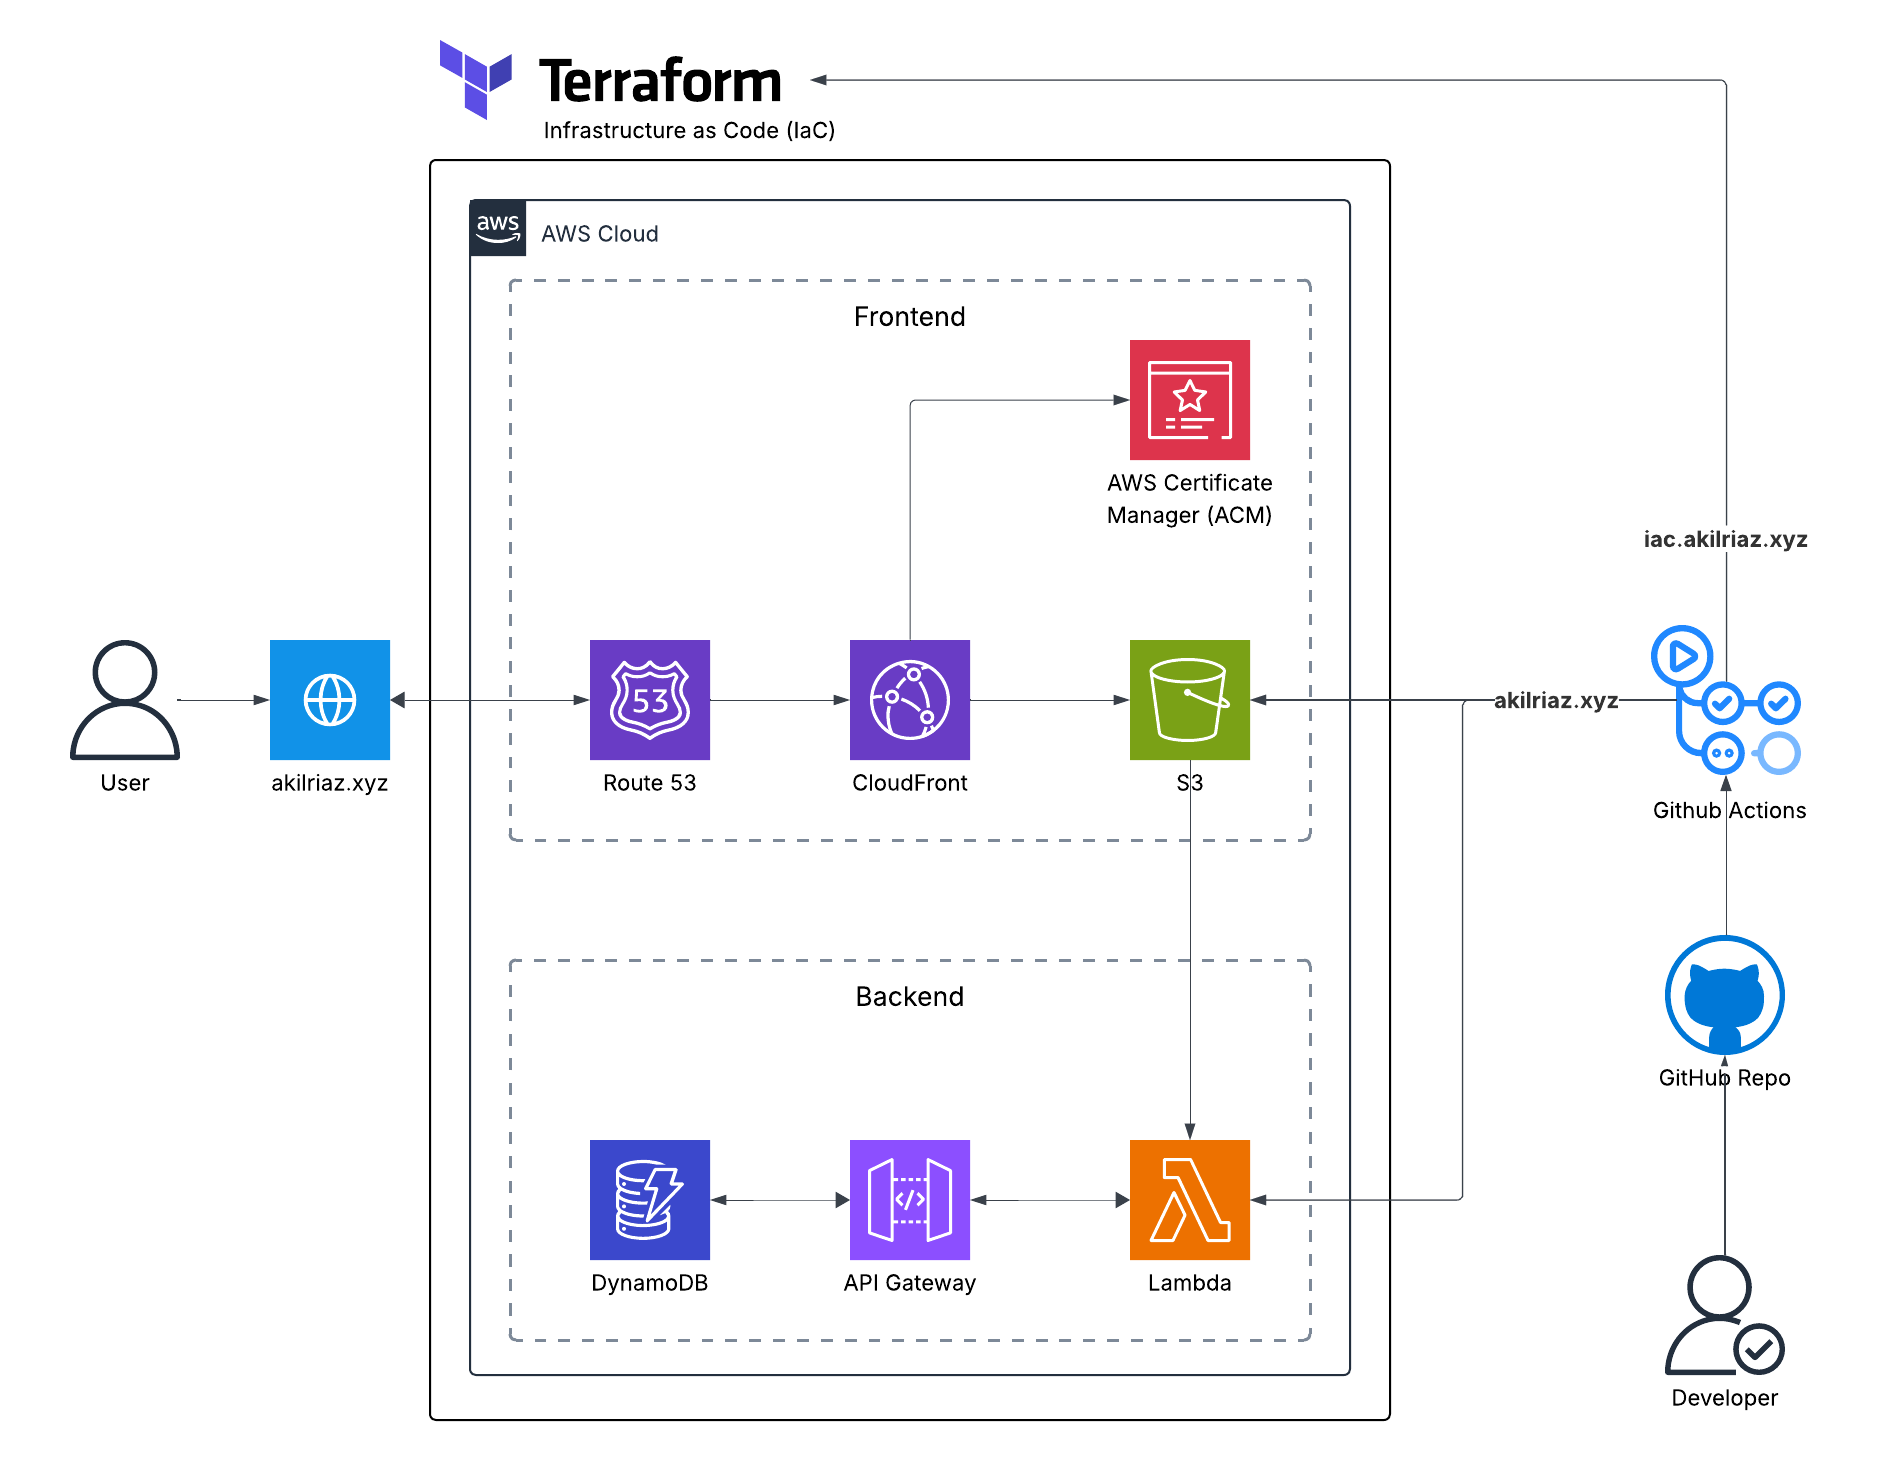 Terraform
Infrastructure as Code (IaC)
aws
AWS Cloud
Frontend
AWS Certificate
Manager (ACM)
iac.akilriaz.xyz
53
akilriaz.xyz
User
akilriaz.xyz
Route 53
CloudFront
S3
Github Actions
Backend
</>
GitHub Repo
DynamoDB
API Gateway
Lambda
Developer